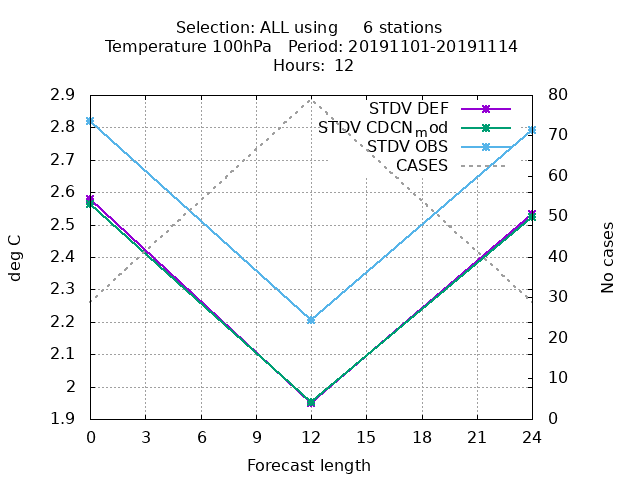 Selection: ALL using     6 stations
Temperature 100hPa   Period: 20191101-20191114
Hours: 12
2.9
2.8
2.7
2.6
2.5
2.4
2.3
2.2
2.1
2
1.9
deg C
STDV DEF
STDV CDCNmod
STDV OBS
CASES
80
70
60
50
40
30
20
10
0
No cases
0 3 6 9 12 15 18 21 24
Forecast length